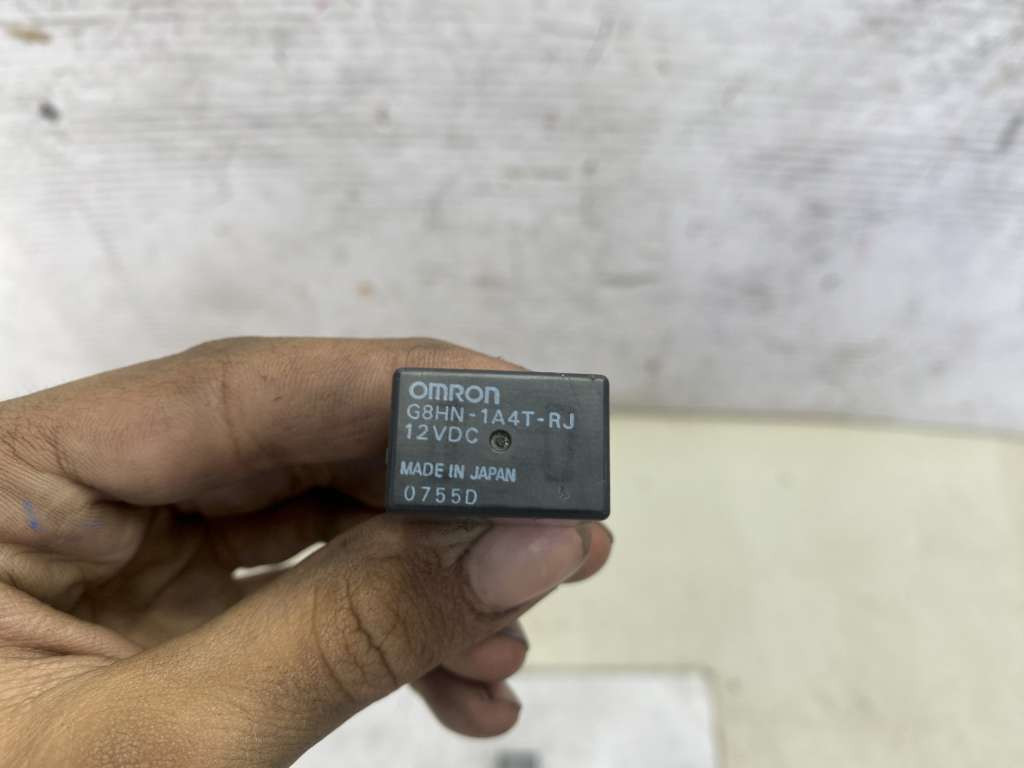 OMRON
G8HN-1A4T-RJ
12VDC
MADE IN JAPAN
0755D